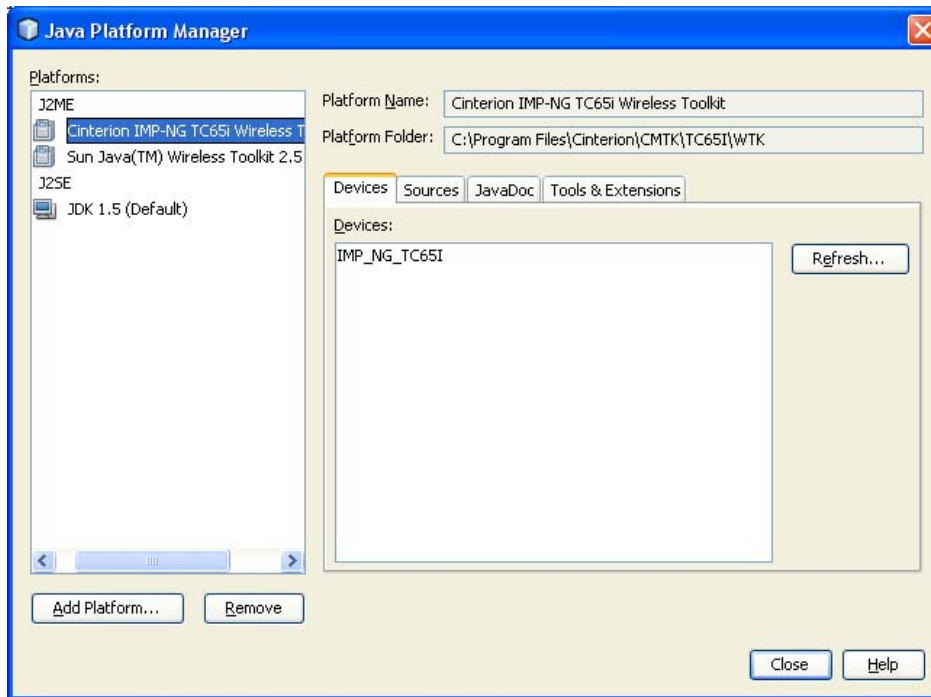 Java Platform Manager
Platforms:
J2ME
Cinterion IMP-NG TC65i Wireless T
Sun Java(TM) Wireless Toolkit 2.5
J2SE
JDK 1.5 (Default)
Add Platform...
Remove
Platform Name:
Cinterion IMP-NG TC65i Wireless Toolkit
Platform Folder:
C:\Program Files\Cinterion\CMTK\TC65I\WTK
Devices
Sources
JavaDoc
Tools & Extensions
Devices:
IMP_NG_TC65I
Refresh...
Close
Help